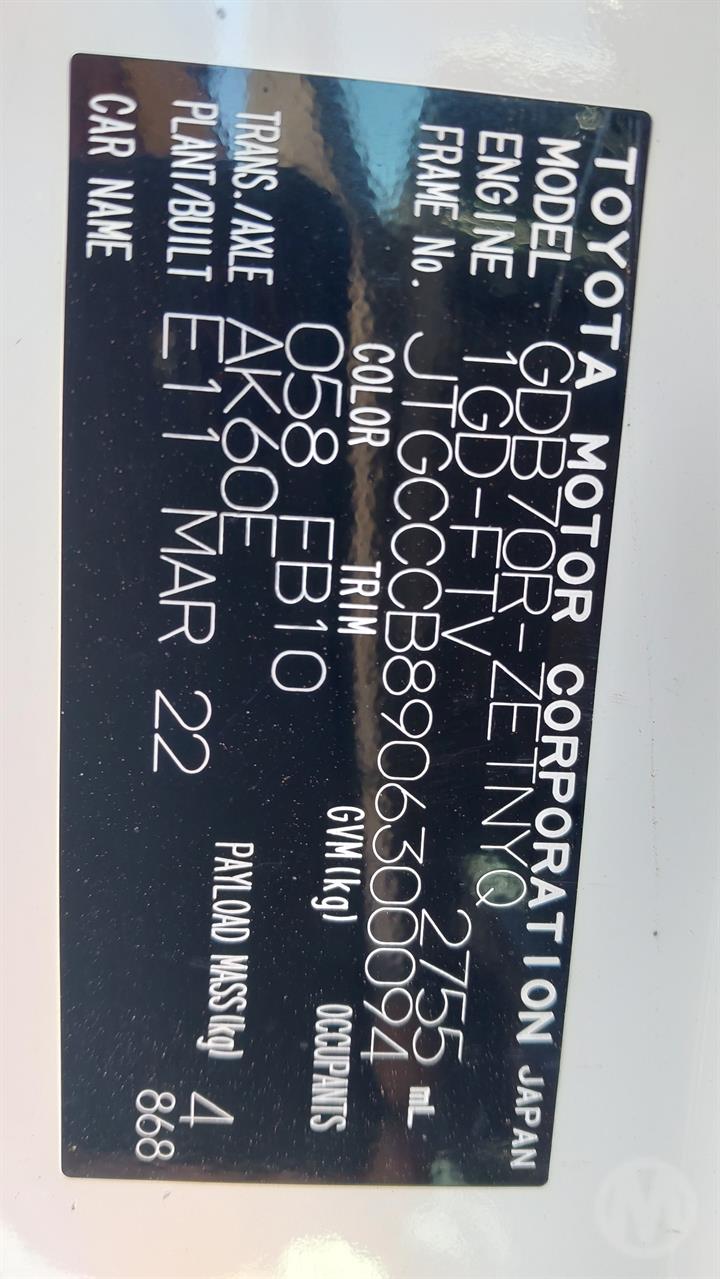 TOYOTA MOTOR CORPORATION JAPAN
MODEL GDB70R-ZETNYQ
ENGINE 1GD-FTV 2755 mL
FRAME No. JTGCCCB8906300094
COLOR TRIM GVM(kg) OCCUPANTS
058 FB10
TRANS./AXLE AK60E PAYLOAD MASS(kg) 4
PLANT/BUILT E11 MAR 22 868
CAR NAME
M